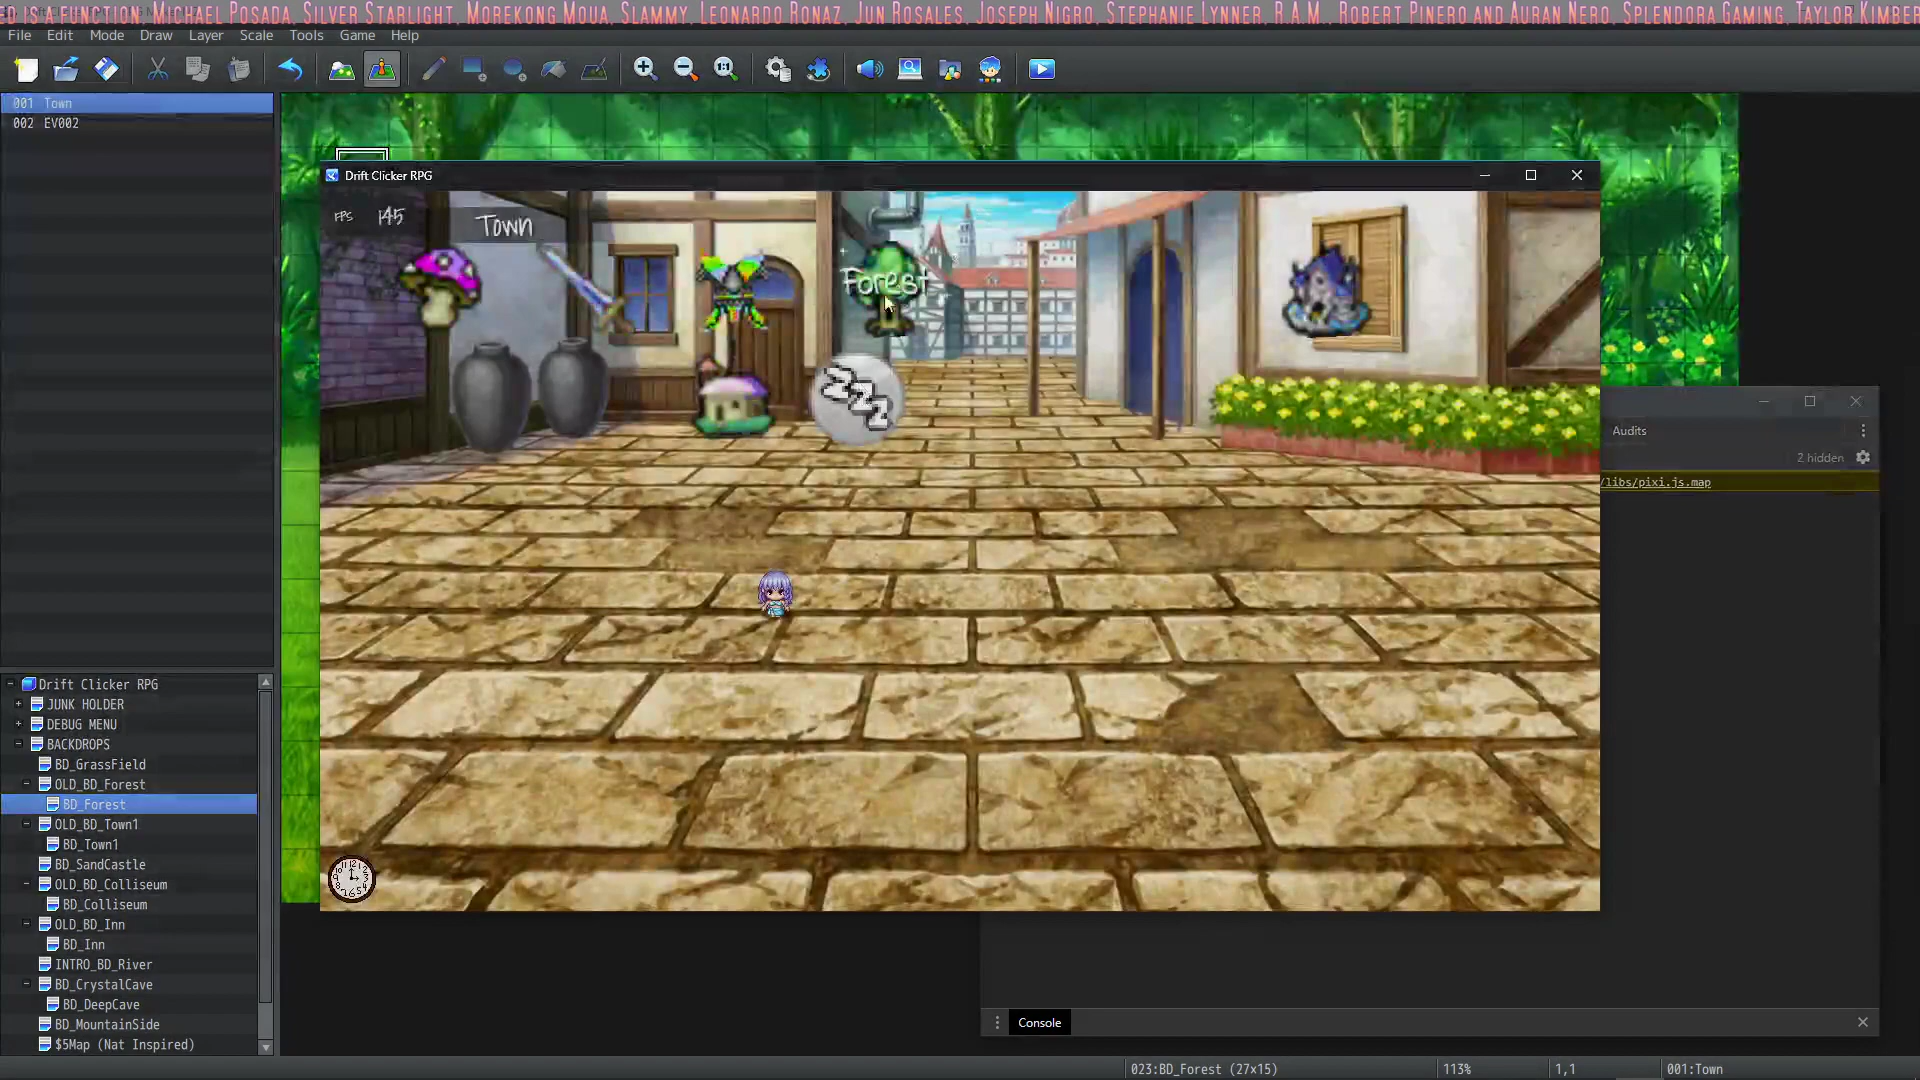 D, ISTA FICTION, MICHAEL POSADA, SILVER STARLIGHT, MOREKONG MOUA, SLAMMY, LEONARDO BONAZ, JUN ROSALES, JOSEPH NIGRO, STEPHANIE LYNNER, R.A.M., ROBERT PINERO AND AURAN NERO, SPLENDORA GAMING, TAYLOR KIMBER
File Edit Mode Draw Layer Scale Tools Game Help
001 Town
002 EV002
Drift Clicker RPG
FPS 145
Town
Forest
ZZZ
Audits
2 hidden
/libs/pixi.js.map
Drift Clicker RPG
JUNK HOLDER
DEBUG MENU
BACKDROPS
BD_GrassField
OLD_BD_Forest
BD_Forest
OLD_BD_Town1
BD_Town1
BD_SandCastle
OLD_BD_Colliseum
BD_Colliseum
OLD_BD_Inn
BD_Inn
INTRO_BD_River
BD_CrystalCave
BD_DeepCave
BD_MountainSide
$5Map (Nat Inspired)
Console
023:BD_Forest (27x15) 113% 1,1 001:Town